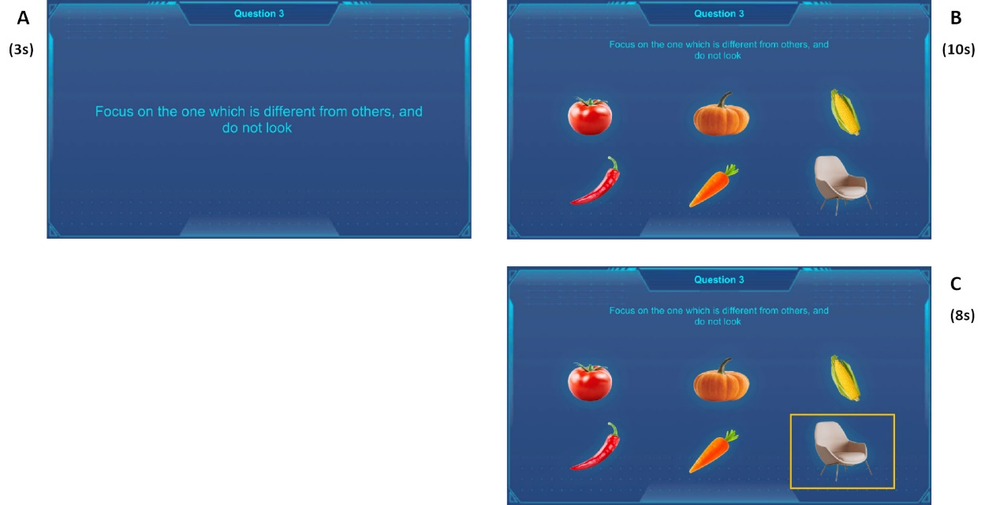 A
(3s)
Question 3
Focus on the one which is different from others, and
do not look
B
(10s)
Question 3
Focus on the one which is different from others, and
do not look
C
(8s)
Question 3
Focus on the one which is different from others, and
do not look